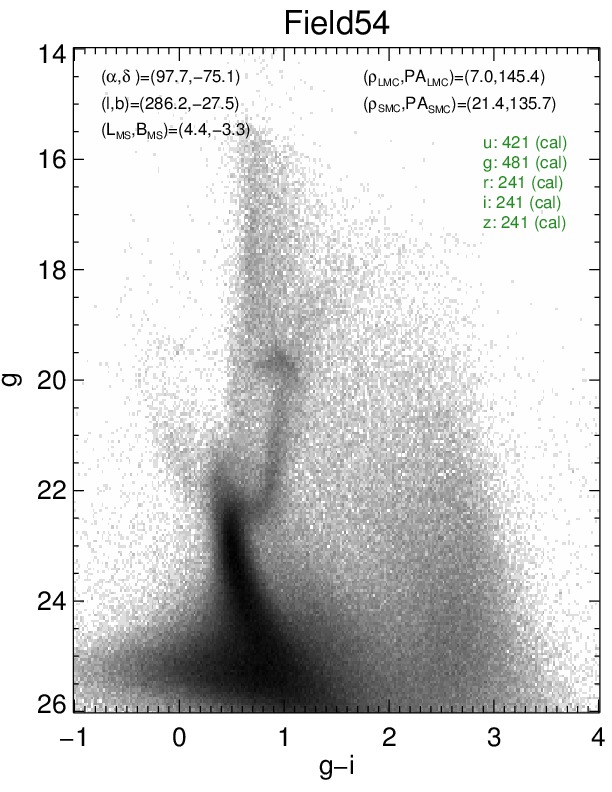 Field54
(α,δ)=(97.7,−75.1)
(l,b)=(286.2,−27.5)
(LMS,BMS)=(4.4,−3.3)
(ρLMC,PALMC)=(7.0,145.4)
(ρSMC,PASMC)=(21.4,135.7)
u: 421 (cal)
g: 481 (cal)
r: 241 (cal)
i: 241 (cal)
z: 241 (cal)
14
16
18
20
22
24
26
g
−1 0 1 2 3 4
g−i